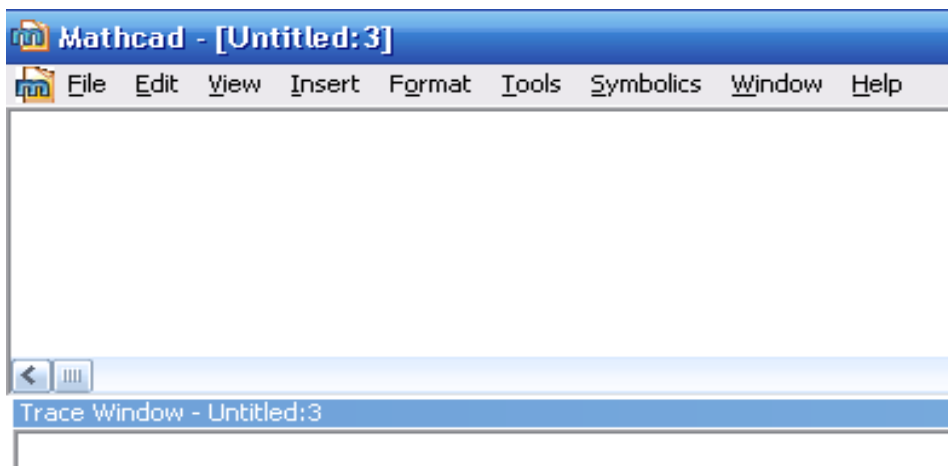 Mathcad - [Untitled:3]
File Edit View Insert Format Tools Symbolics Window Help
Trace Window - Untitled:3